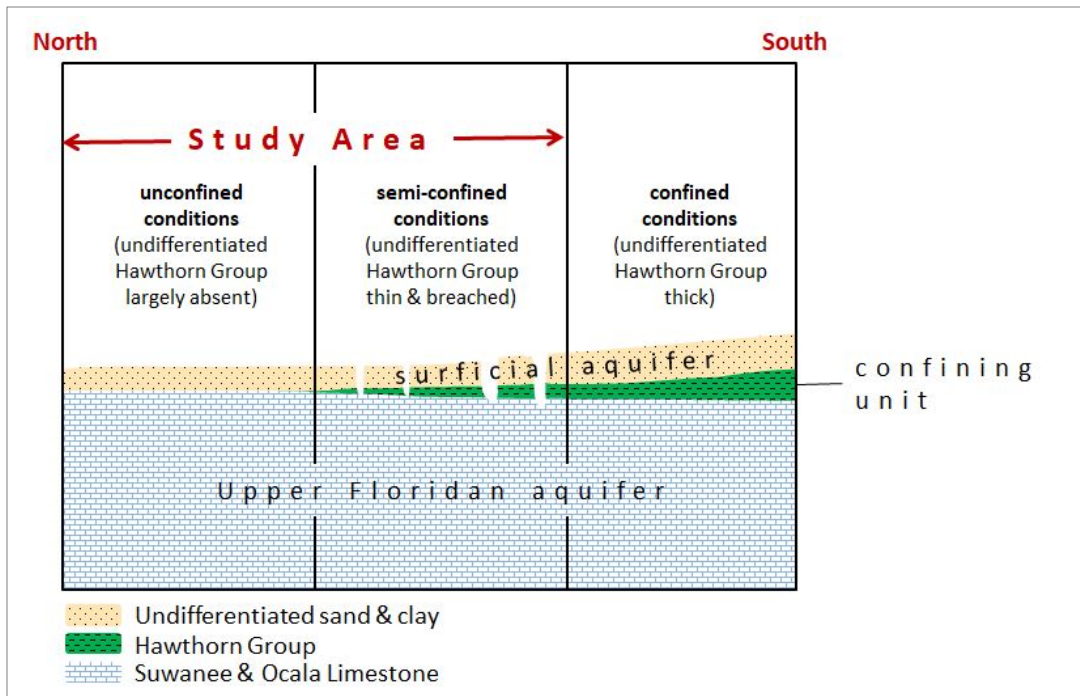 North
South
Study Area
unconfined
conditions
(undifferentiated
Hawthorn Group
largely absent)
semi-confined
conditions
(undifferentiated
Hawthorn Group
thin & breached)
confined
conditions
(undifferentiated
Hawthorn Group
thick)
surficial aquifer
confining
unit
Upper Floridan aquifer
Undifferentiated sand & clay
Hawthorn Group
Suwanee & Ocala Limestone